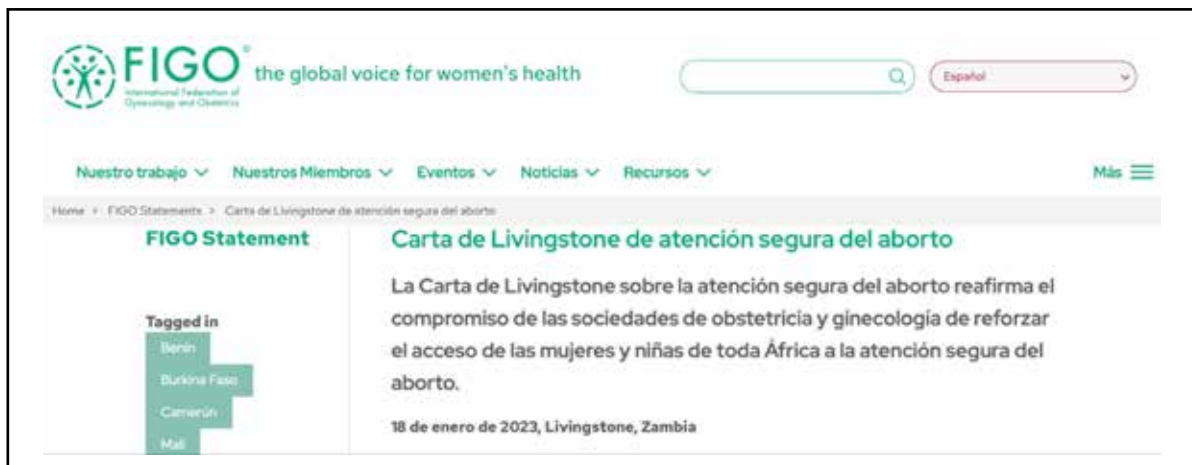 FIGO®
the global voice for women's health
International Federation of
Gynecology and Obstetrics
Español
Nuestro trabajo
Nuestros Miembros
Eventos
Noticias
Recursos
Más
Home > FIGO Statements > Carta de Livingstone de atención segura del aborto
FIGO Statement
Tagged in
Benín
Burkina Faso
Camerún
Mali
Carta de Livingstone de atención segura del aborto
La Carta de Livingstone sobre la atención segura del aborto reafirma el
compromiso de las sociedades de obstetricia y ginecología de reforzar
el acceso de las mujeres y niñas de toda África a la atención segura del
aborto.
18 de enero de 2023, Livingstone, Zambia